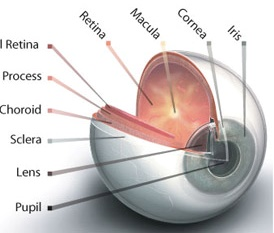 Retina
Macula
Cornea
Iris
l Retina
Process
Choroid
Sclera
Lens
Pupil